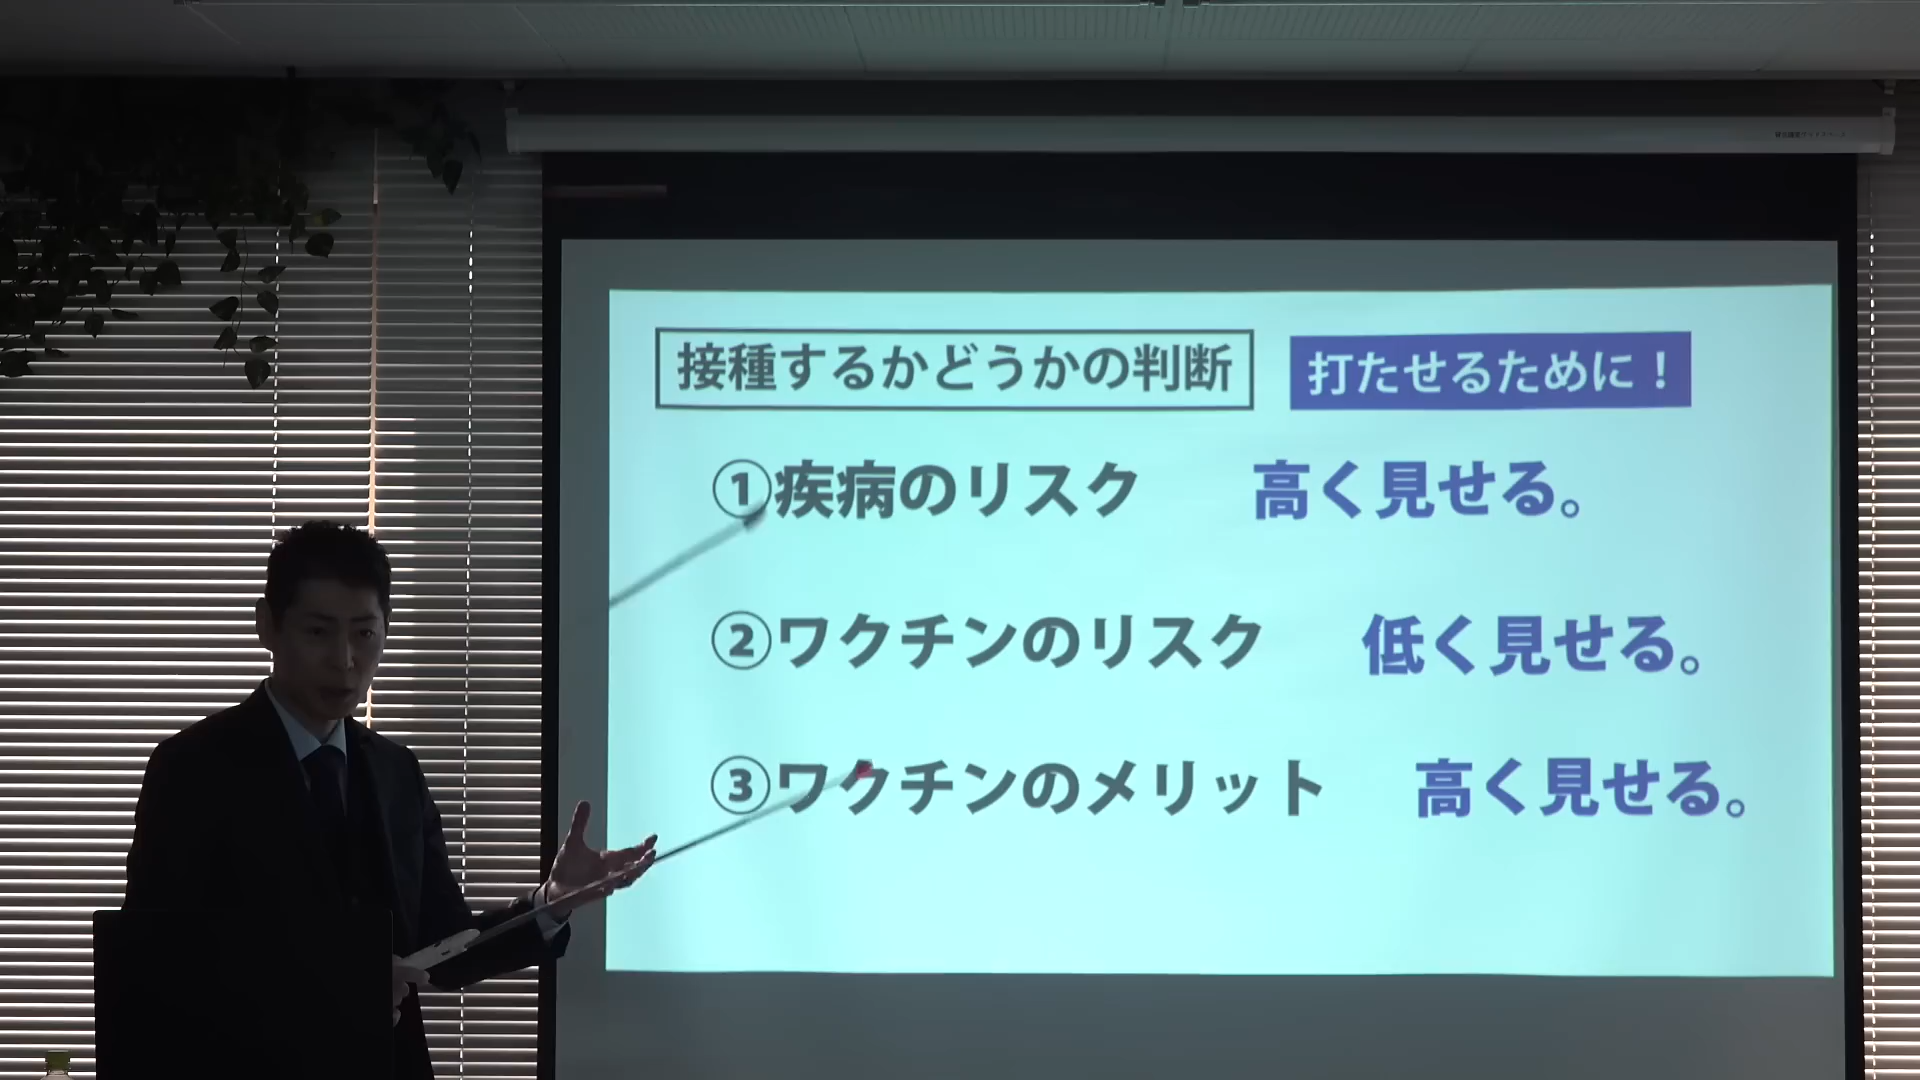 接種するかどうかの判断 打たせるために！
①疾病のリスク 高く見せる。
②ワクチンのリスク 低く見せる。
③ワクチンのメリット 高く見せる。